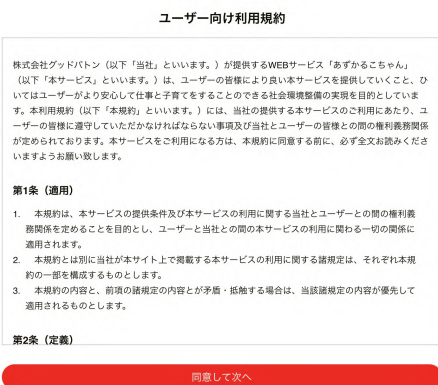 ユーザー向け利用規約
株式会社グッドバトン（以下「当社」といいます。）が提供するWEBサービス「あずかるこちゃん」
（以下「本サービス」といいます。）は、ユーザーの皆様により良い本サービスを提供していくこと、ひ
いてはユーザーがより安心して仕事と子育てをすることのできる社会環境整備の実現を目的としていま
す。本利用規約（以下「本規約」といいます。）には、当社の提供する本サービスのご利用にあたり、ユ
ーザーの皆様に遵守していただかなければならない事項及び当社とユーザーの皆様との間の権利義務関係
が定められております。本サービスをご利用になる方は、本規約に同意する前に、必ず全文お読みくださ
いますようお願い致します。
第1条（適用）
1. 本規約は、本サービスの提供条件及び本サービスの利用に関する当社とユーザーとの間の権利義
務関係を定めることを目的とし、ユーザーと当社との間の本サービスの利用に関わる一切の関係に
適用されます。
2. 本規約とは別に当社が本サイト上で掲載する本サービスの利用に関する諸規定は、それぞれ本規
約の一部を構成するものとします。
3. 本規約の内容と、前項の諸規定の内容とが矛盾・抵触する場合は、当該諸規定の内容が優先して
適用されるものとします。
第2条（定義）
同意して次へ